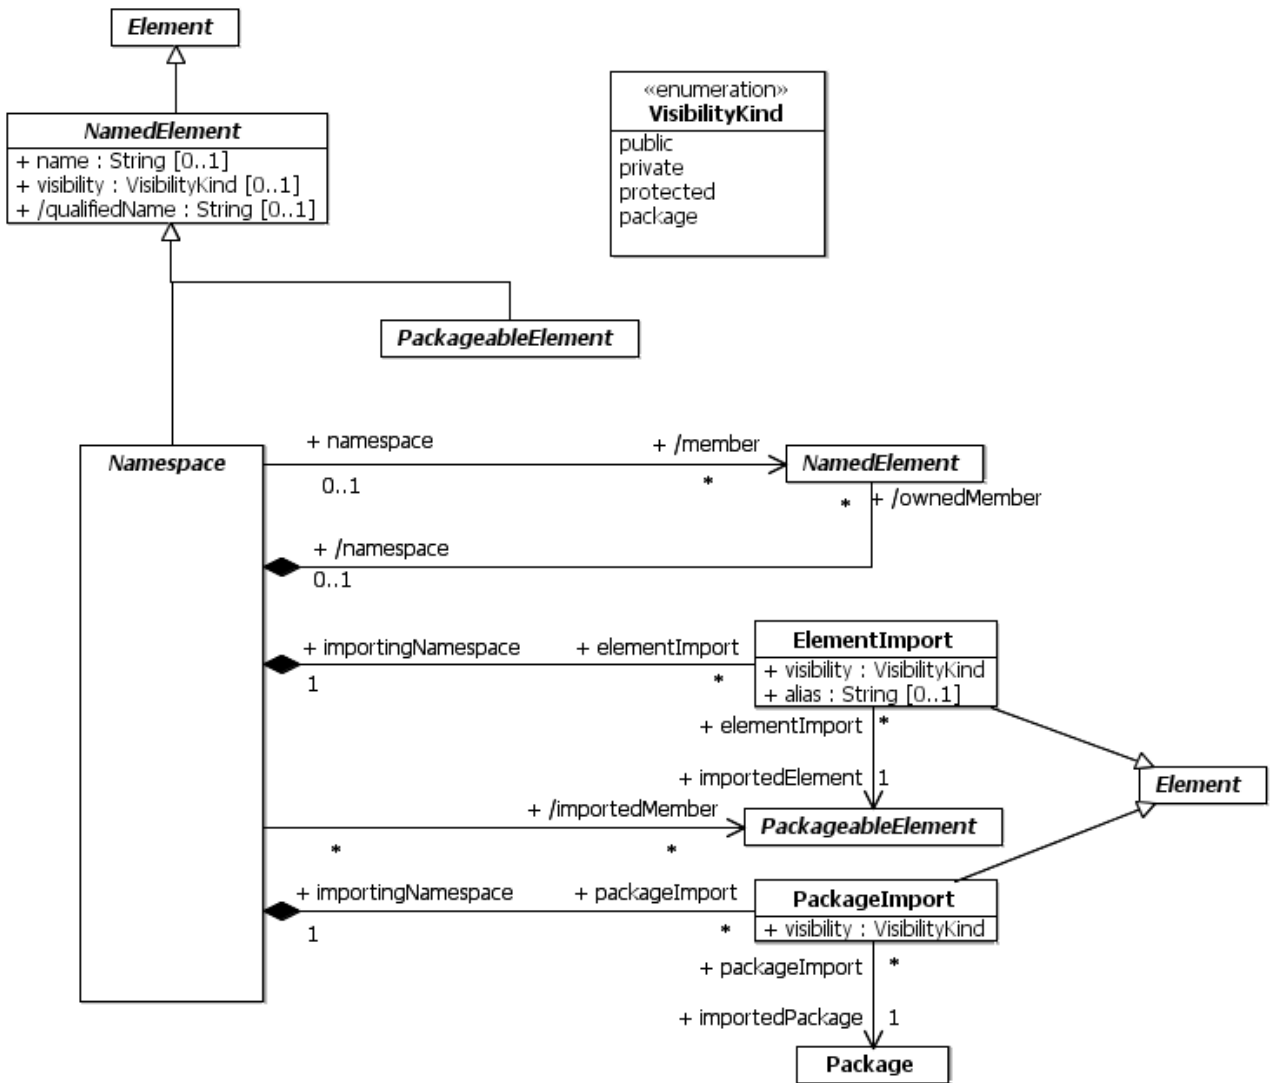 Element
NamedElement
+ name : String [0..1]
+ visibility : VisibilityKind [0..1]
+ /qualifiedName : String [0..1]
«enumeration»
VisibilityKind
public
private
protected
package
PackageableElement
Namespace
+ namespace
0..1
+ /member
*
NamedElement
* + /ownedMember
+ /namespace
0..1
+ importingNamespace
1
+ elementImport
*
ElementImport
+ visibility : VisibilityKind
+ alias : String [0..1]
+ elementImport *
+ importedElement 1
Element
+ /importedMember
*
*
PackageableElement
+ importingNamespace
1
+ packageImport
*
PackageImport
+ visibility : VisibilityKind
+ packageImport *
+ importedPackage 1
Package